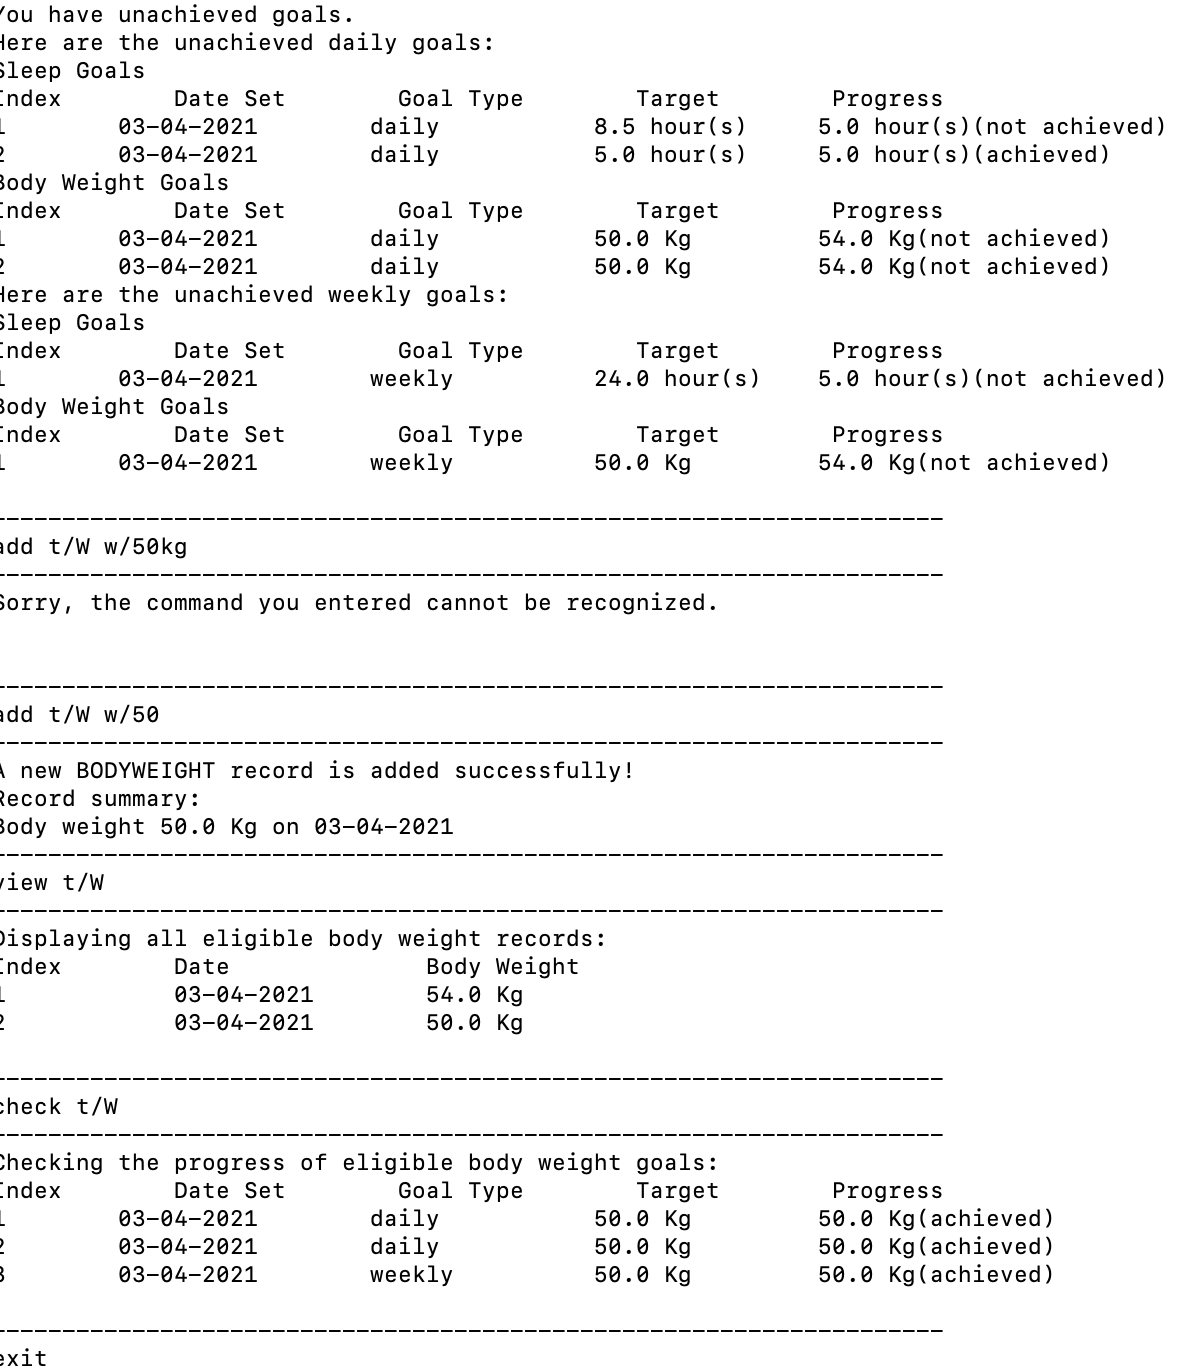 You have unachieved goals.
Here are the unachieved daily goals:
Sleep Goals
Index        Date Set        Goal Type        Target        Progress
1        03-04-2021        daily           8.5 hour(s)     5.0 hour(s)(not achieved)
2        03-04-2021        daily           5.0 hour(s)     5.0 hour(s)(achieved)
Body Weight Goals
Index        Date Set        Goal Type        Target        Progress
1        03-04-2021        daily           50.0 Kg         54.0 Kg(not achieved)
2        03-04-2021        daily           50.0 Kg         54.0 Kg(not achieved)
Here are the unachieved weekly goals:
Sleep Goals
Index        Date Set        Goal Type        Target        Progress
1        03-04-2021        weekly          24.0 hour(s)    5.0 hour(s)(not achieved)
Body Weight Goals
Index        Date Set        Goal Type        Target        Progress
1        03-04-2021        weekly          50.0 Kg         54.0 Kg(not achieved)
add t/W w/50kg
Sorry, the command you entered cannot be recognized.
add t/W w/50
A new BODYWEIGHT record is added successfully!
Record summary:
Body weight 50.0 Kg on 03-04-2021
view t/W
Displaying all eligible body weight records:
Index        Date              Body Weight
1            03-04-2021        54.0 Kg
2            03-04-2021        50.0 Kg
check t/W
Checking the progress of eligible body weight goals:
Index        Date Set        Goal Type        Target        Progress
1        03-04-2021        daily           50.0 Kg         50.0 Kg(achieved)
2        03-04-2021        daily           50.0 Kg         50.0 Kg(achieved)
3        03-04-2021        weekly          50.0 Kg         50.0 Kg(achieved)
exit